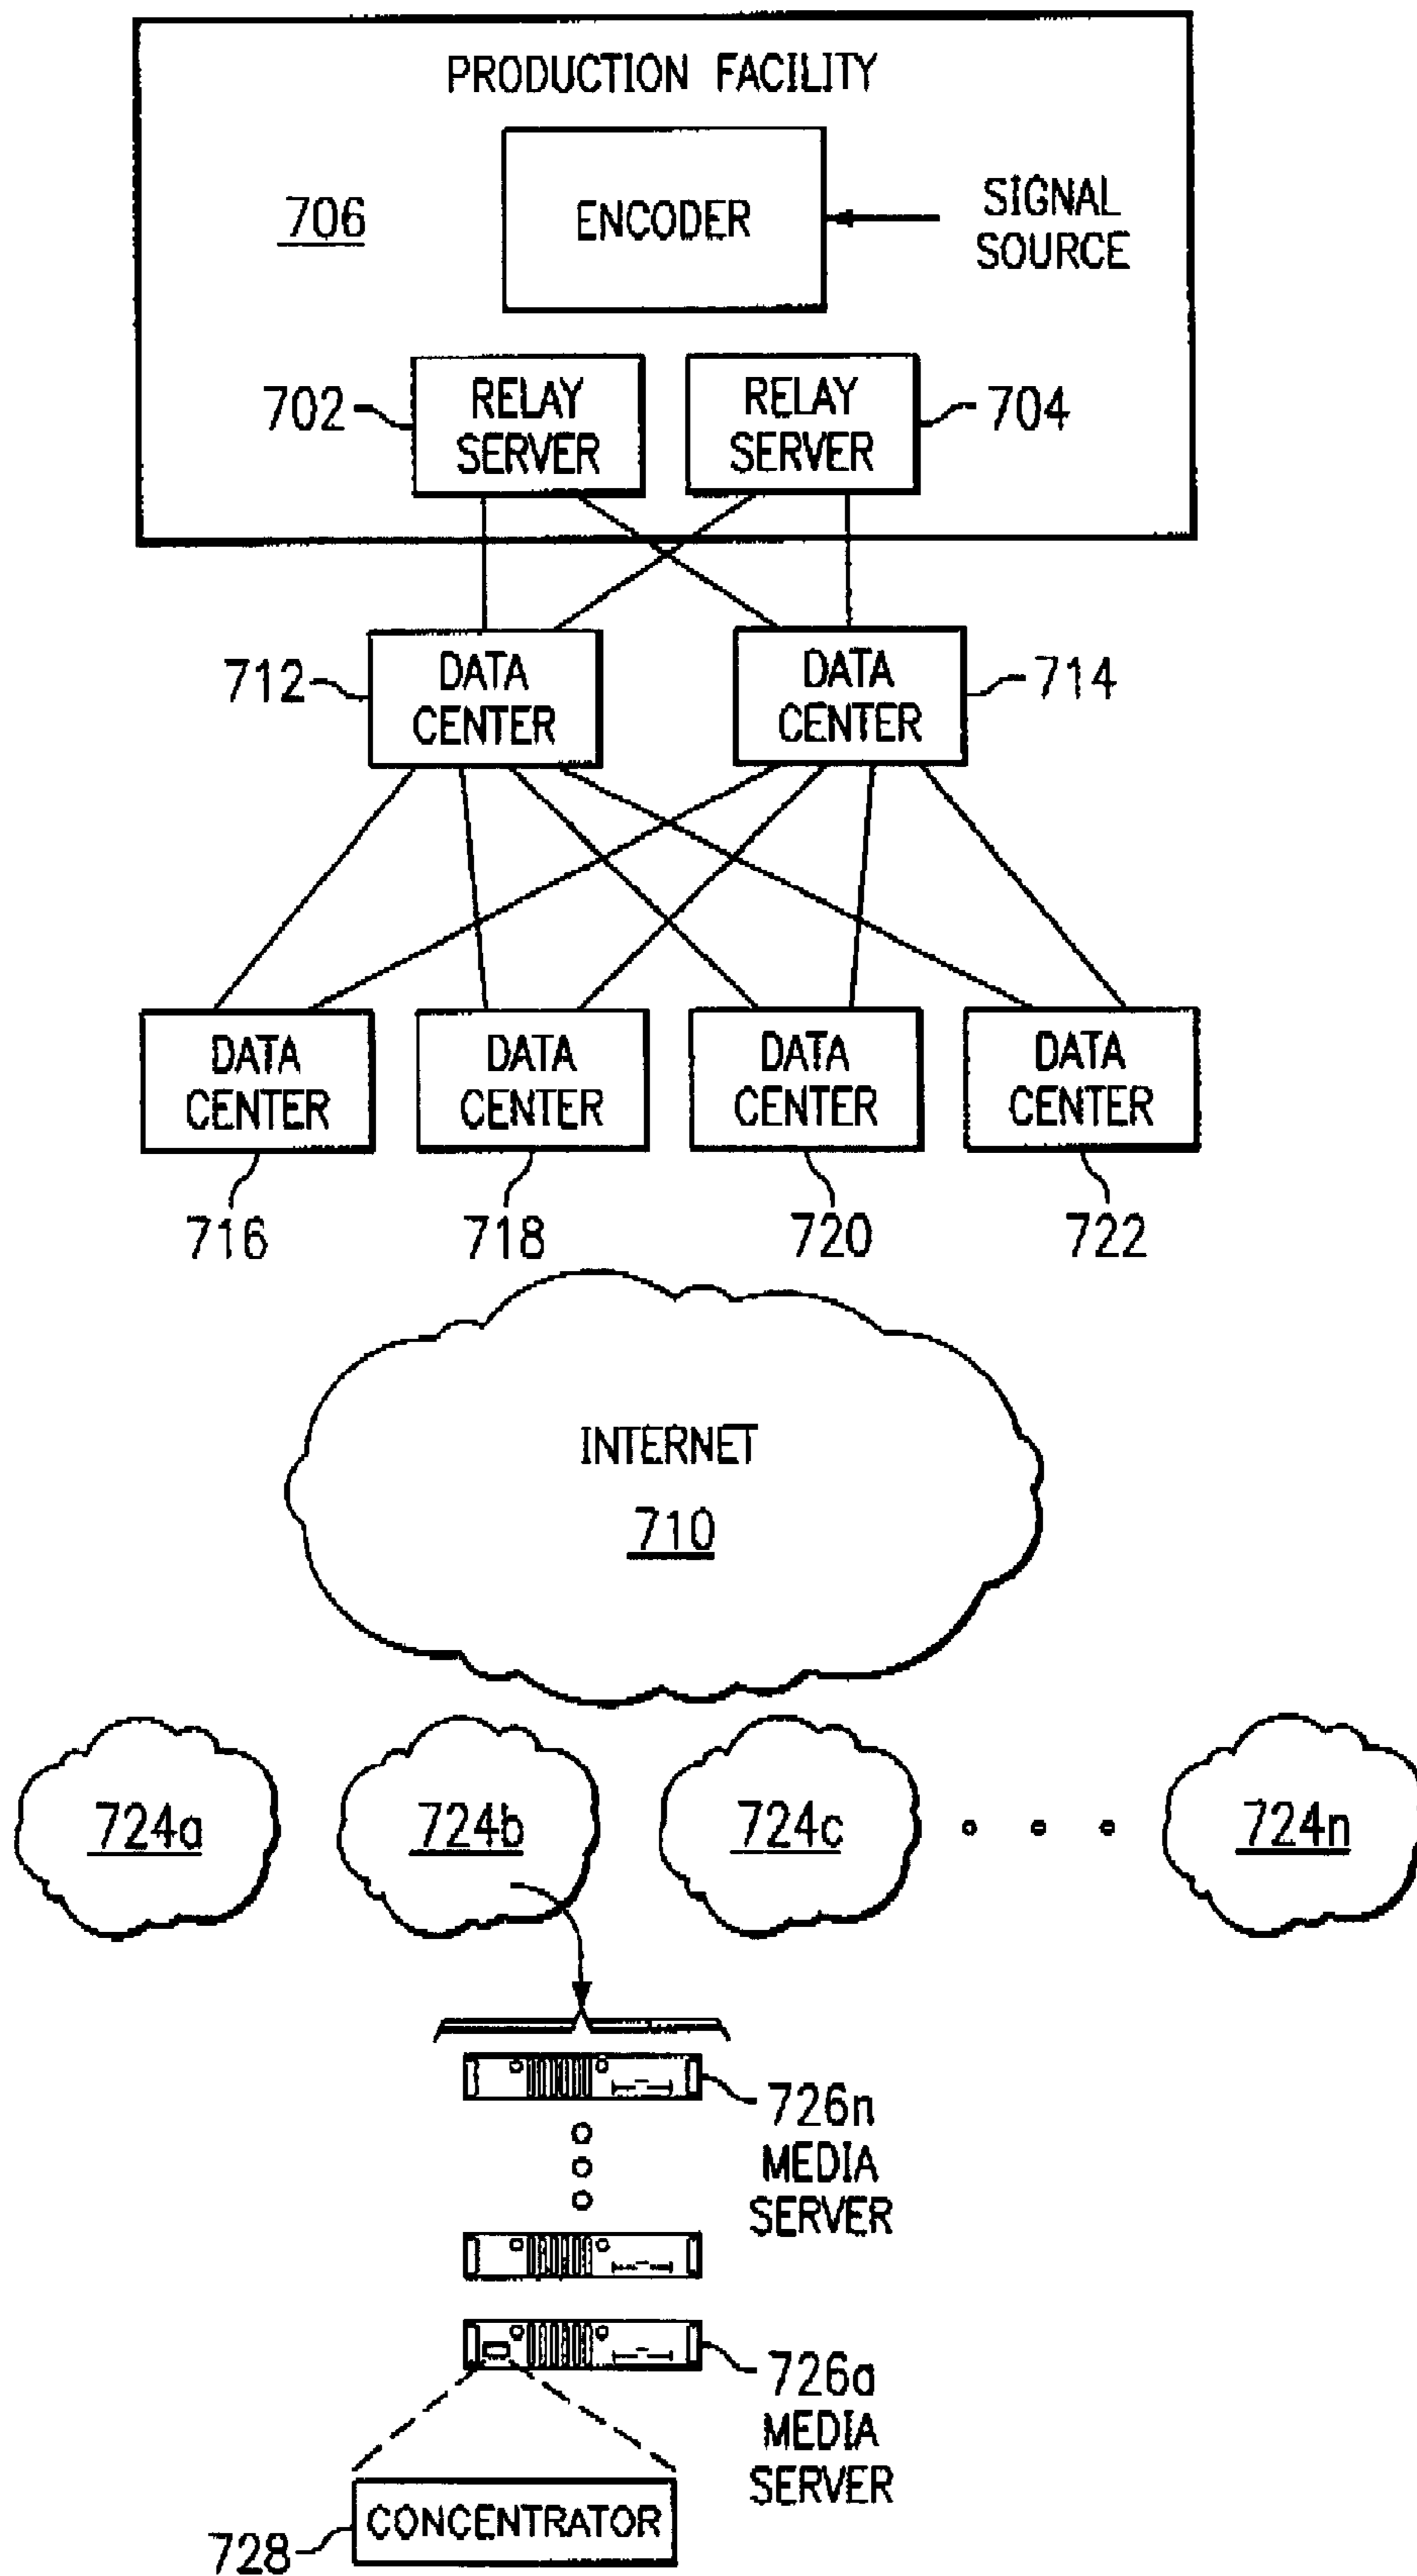 PRODUCTION FACILITY
706
ENCODER
SIGNAL
SOURCE
702
RELAY
SERVER
RELAY
SERVER
704
712
DATA
CENTER
DATA
CENTER
714
DATA
CENTER
DATA
CENTER
DATA
CENTER
DATA
CENTER
716
718
720
722
INTERNET
710
724a
724b
724c
724n
726n
MEDIA
SERVER
726a
MEDIA
SERVER
CONCENTRATOR
728